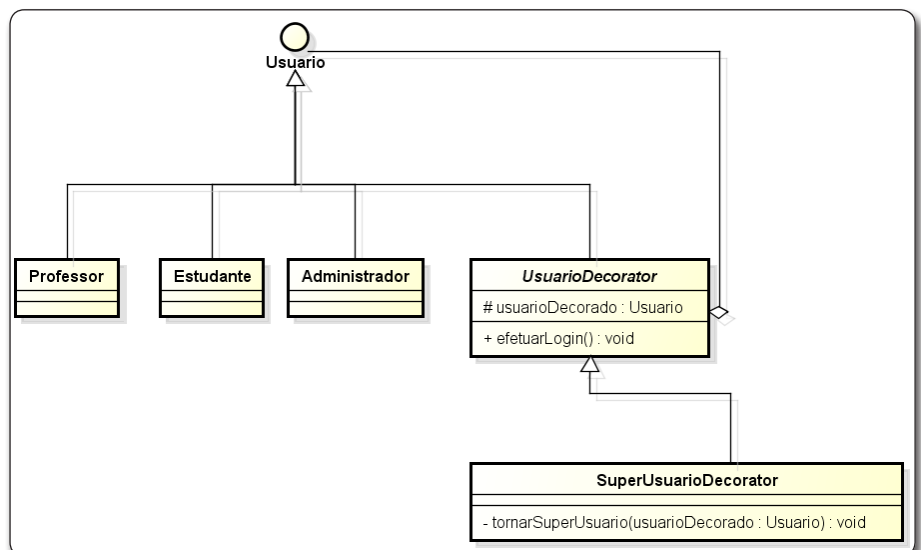 Usuario
Professor
Estudante
Administrador
UsuarioDecorator
# usuarioDecorado : Usuario
+ efetuarLogin() : void
SuperUsuarioDecorator
- tornarSuperUsuario(usuarioDecorado : Usuario) : void